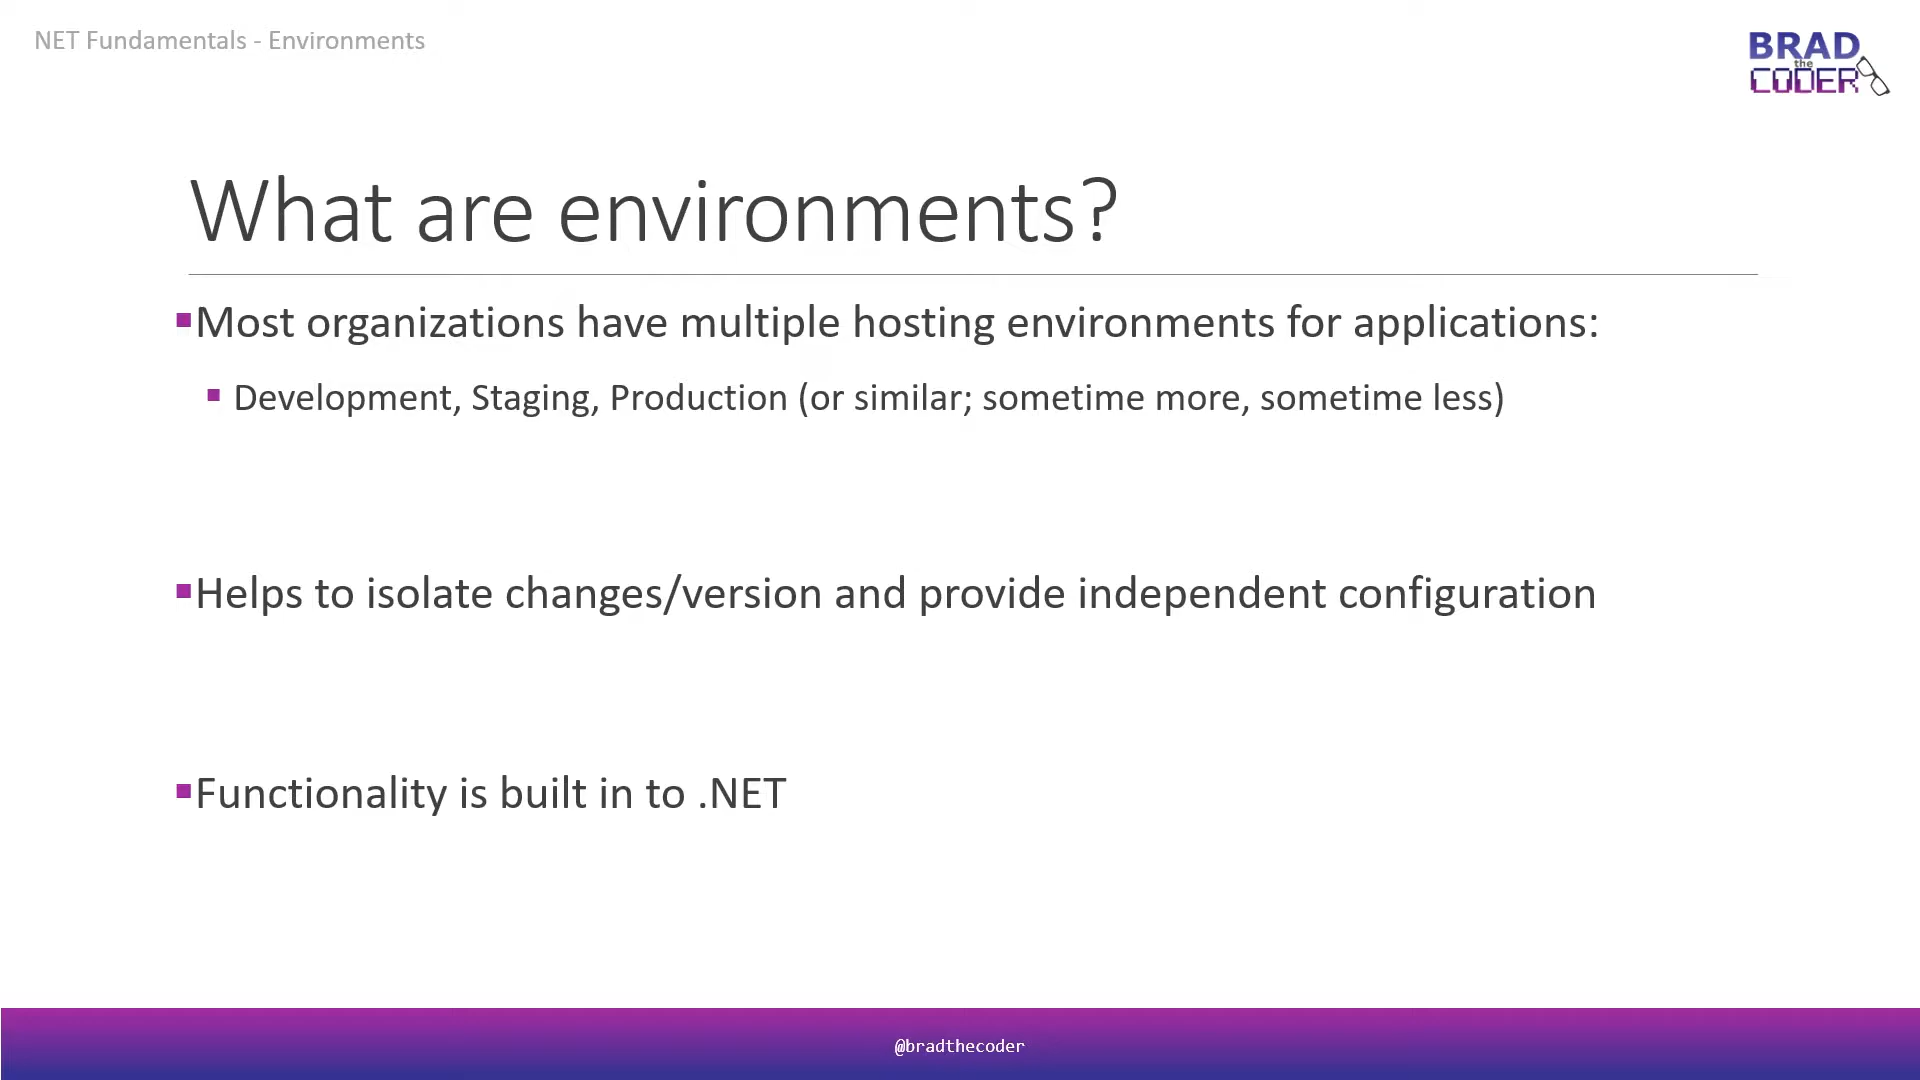 NET Fundamentals - Environments
BRAD
the
CODER
What are environments?
Most organizations have multiple hosting environments for applications:
Development, Staging, Production (or similar; sometime more, sometime less)
Helps to isolate changes/version and provide independent configuration
Functionality is built in to .NET
@bradthecoder